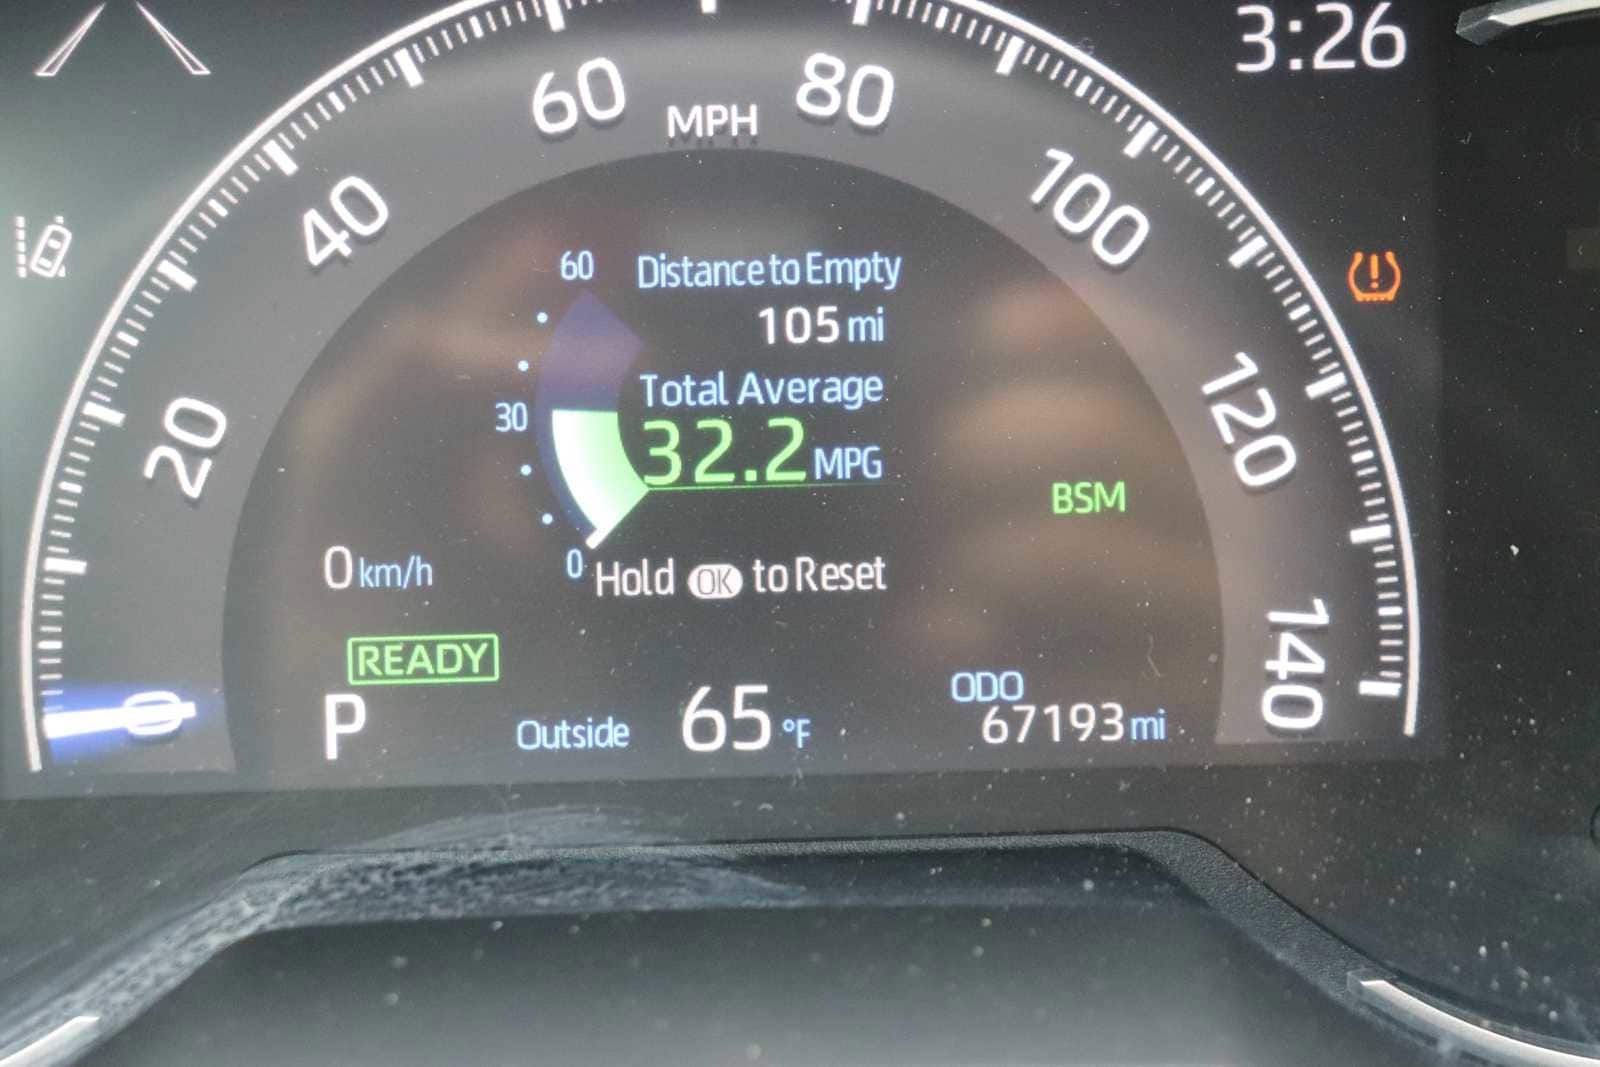 3:26
60
MPH
80
40
100
20
120
0
140
60
Distance to Empty
105 mi
30
Total Average
32.2 MPG
BSM
0 km/h
0
Hold OK to Reset
READY
P
Outside 65 °F
ODO
67193 mi